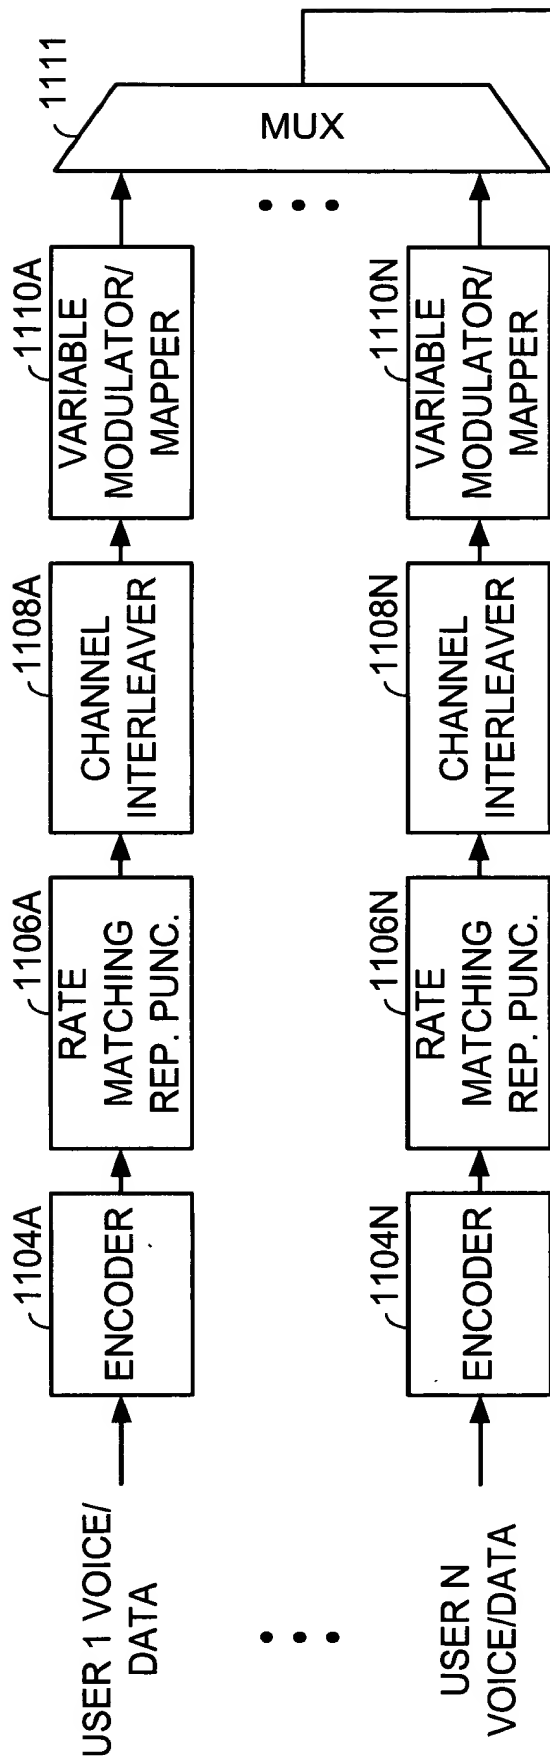 USER 1 VOICE/
DATA
1104A
ENCODER
1106A
RATE
MATCHING
REP. PUNC.
1108A
CHANNEL
INTERLEAVER
1110A
VARIABLE
MODULATOR/
MAPPER
1111
MUX
USER N
VOICE/DATA
1104N
ENCODER
1106N
RATE
MATCHING
REP. PUNC.
1108N
CHANNEL
INTERLEAVER
1110N
VARIABLE
MODULATOR/
MAPPER